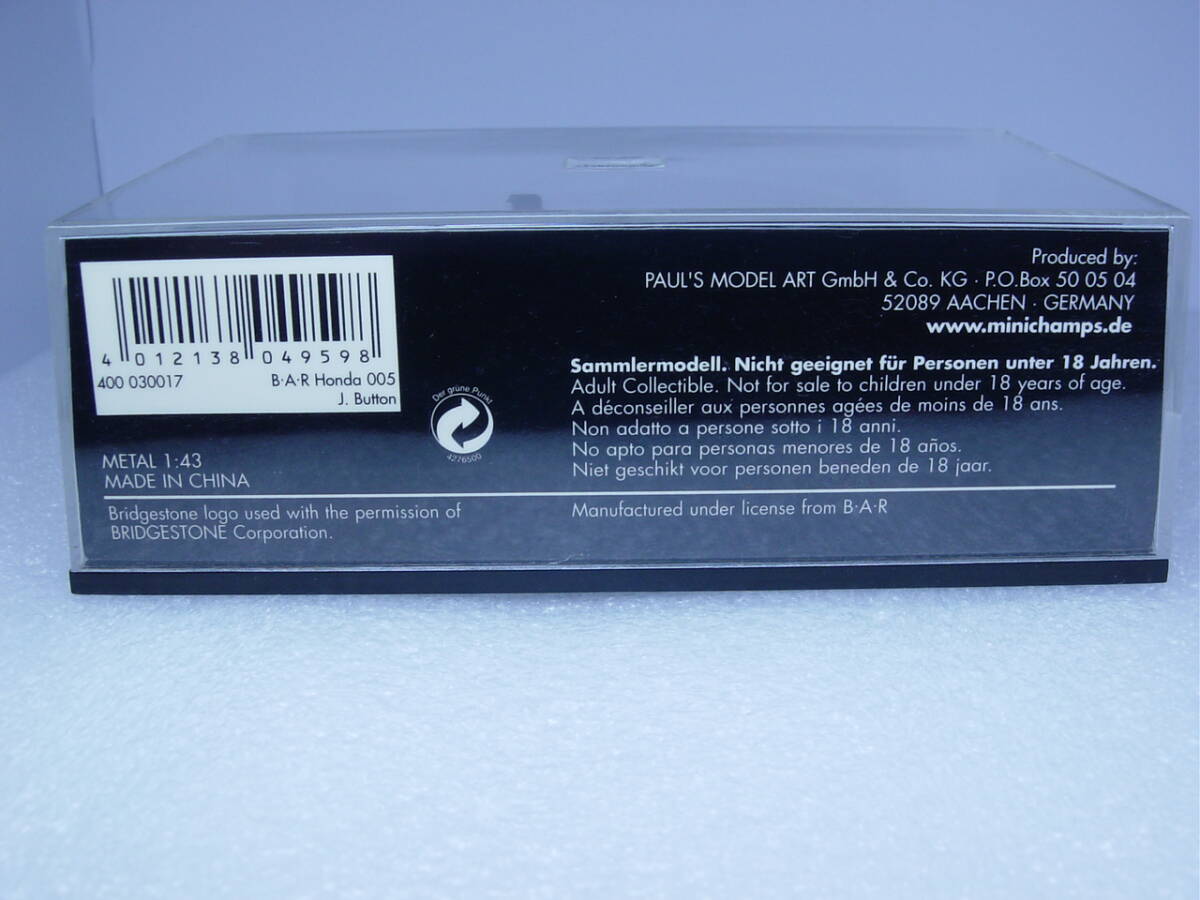 4 012138 049598
400 030017 B·A·R Honda 005
J. Button
METAL 1:43
MADE IN CHINA
Der grüne Punkt
4276500
Produced by:
PAUL'S MODEL ART GmbH & Co. KG · P.O.Box 50 05 04
52089 AACHEN · GERMANY
www.minichamps.de
Sammlermodell. Nicht geeignet für Personen unter 18 Jahren.
Adult Collectible. Not for sale to children under 18 years of age.
A déconseiller aux personnes agées de moins de 18 ans.
Non adatto a persone sotto i 18 anni.
No apto para personas menores de 18 años.
Niet geschikt voor personen beneden de 18 jaar.
Bridgestone logo used with the permission of
BRIDGESTONE Corporation.
Manufactured under license from B·A·R